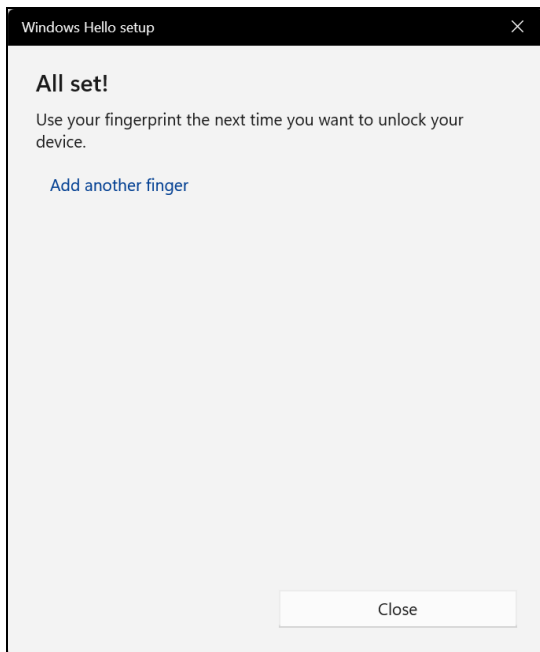 Windows Hello setup
All set!
Use your fingerprint the next time you want to unlock your
device.
Add another finger
Close